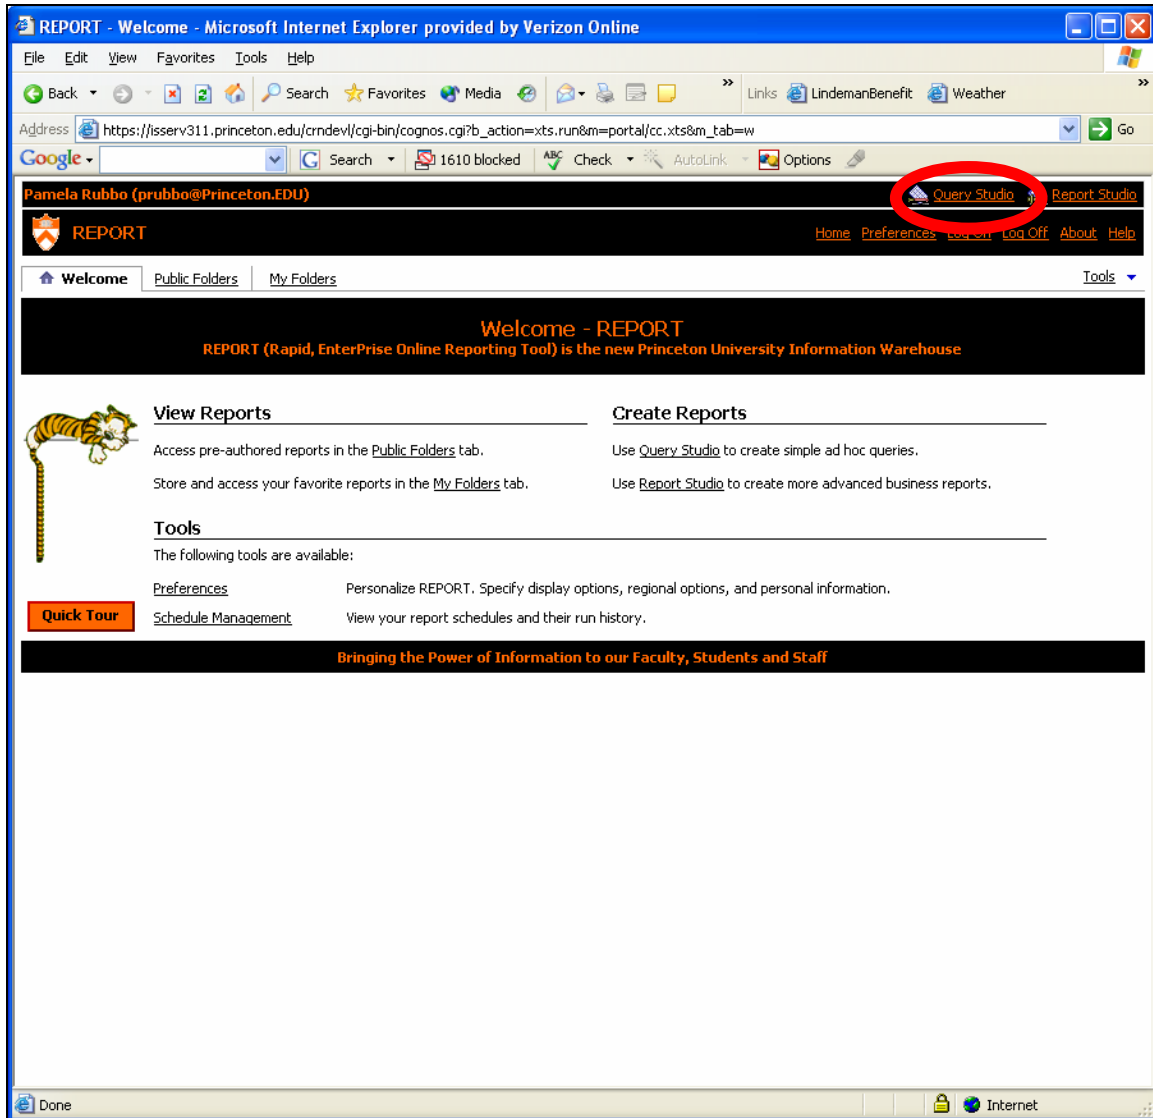 REPORT - Welcome - Microsoft Internet Explorer provided by Verizon Online
File Edit View Favorites Tools Help
Back Search Favorites Media » Links LindemanBenefit Weather »
Address https://isserv311.princeton.edu/crndevl/cgi-bin/cognos.cgi?b_action=xts.run&m=portal/cc.xts&m_tab=w Go
Google G Search 1610 blocked ABC Check AutoLink Options
Pamela Rubbo (prubbo@Princeton.EDU) Query Studio Report Studio
REPORT Home Preferences Log On Log Off About Help
Welcome Public Folders My Folders Tools
Welcome - REPORT
REPORT (Rapid, EnterPrise Online Reporting Tool) is the new Princeton University Information Warehouse
View Reports Create Reports
Access pre-authored reports in the Public Folders tab. Use Query Studio to create simple ad hoc queries.
Store and access your favorite reports in the My Folders tab. Use Report Studio to create more advanced business reports.
Tools
The following tools are available:
Preferences Personalize REPORT. Specify display options, regional options, and personal information.
Quick Tour Schedule Management View your report schedules and their run history.
Bringing the Power of Information to our Faculty, Students and Staff
Done Internet